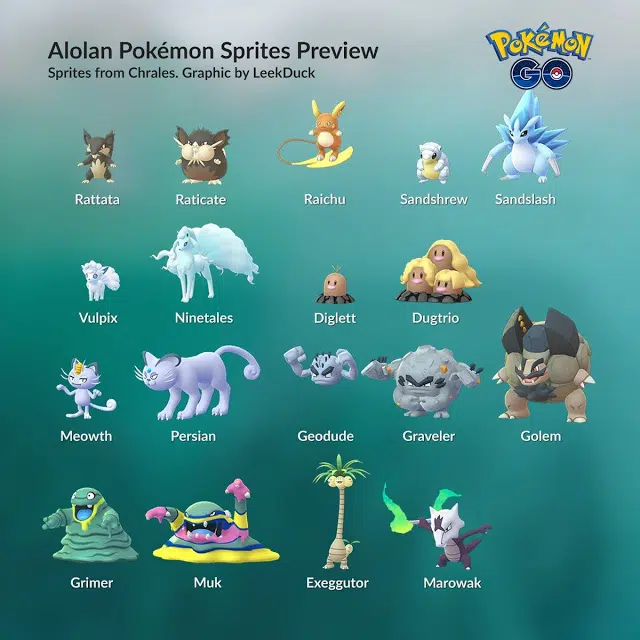 Alolan Pokémon Sprites Preview
Sprites from Chrales. Graphic by LeekDuck
POKéMON
GO
Rattata
Raticate
Raichu
Sandshrew
Sandslash
Vulpix
Ninetales
Diglett
Dugtrio
Meowth
Persian
Geodude
Graveler
Golem
Grimer
Muk
Exeggutor
Marowak